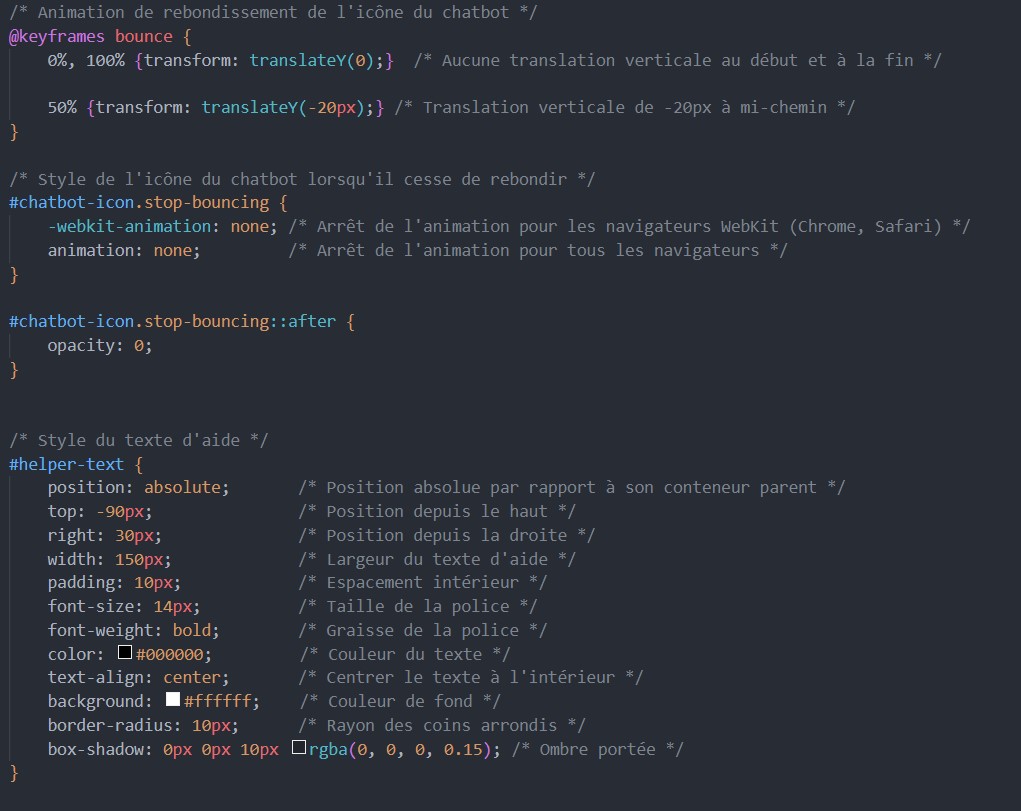 /* Animation de rebondissement de l'icône du chatbot */
@keyframes bounce {
0%, 100% {transform: translateY(0);}  /* Aucune translation verticale au début et à la fin */
50% {transform: translateY(-20px);} /* Translation verticale de -20px à mi-chemin */
}
/* Style de l'icône du chatbot lorsqu'il cesse de rebondir */
#chatbot-icon.stop-bouncing {
-webkit-animation: none; /* Arrêt de l'animation pour les navigateurs WebKit (Chrome, Safari) */
animation: none;         /* Arrêt de l'animation pour tous les navigateurs */
}
#chatbot-icon.stop-bouncing::after {
opacity: 0;
}
/* Style du texte d'aide */
#helper-text {
position: absolute;       /* Position absolue par rapport à son conteneur parent */
top: -90px;               /* Position depuis le haut */
right: 30px;              /* Position depuis la droite */
width: 150px;             /* Largeur du texte d'aide */
padding: 10px;            /* Espacement intérieur */
font-size: 14px;          /* Taille de la police */
font-weight: bold;        /* Graisse de la police */
color: #000000;         /* Couleur du texte */
text-align: center;       /* Centrer le texte à l'intérieur */
background: #ffffff;    /* Couleur de fond */
border-radius: 10px;      /* Rayon des coins arrondis */
box-shadow: 0px 0px 10px rgba(0, 0, 0, 0.15); /* Ombre portée */
}